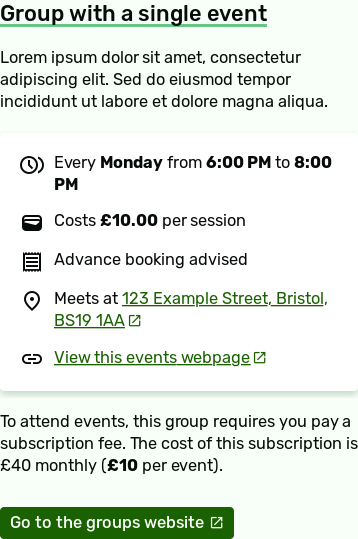 Group with a single event
Lorem ipsum dolor sit amet, consectetur
adipiscing elit. Sed do eiusmod tempor
incididunt ut labore et dolore magna aliqua.
Every Monday from 6:00 PM to 8:00
PM
Costs £10.00 per session
Advance booking advised
Meets at 123 Example Street, Bristol,
BS19 1AA
View this events webpage
To attend events, this group requires you pay a
subscription fee. The cost of this subscription is
£40 monthly (£10 per event).
Go to the groups website